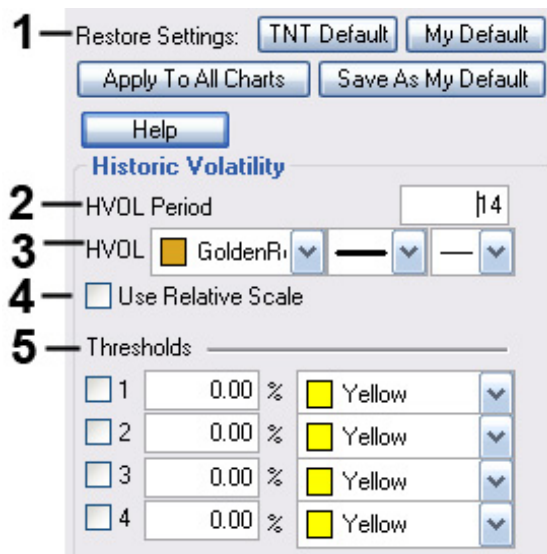 1 Restore Settings: TNT Default My Default
Apply To All Charts Save As My Default
Help
Historic Volatility
2 HVOL Period 14
3 HVOL GoldenR
4 Use Relative Scale
5 Thresholds
1 0.00 % Yellow
2 0.00 % Yellow
3 0.00 % Yellow
4 0.00 % Yellow